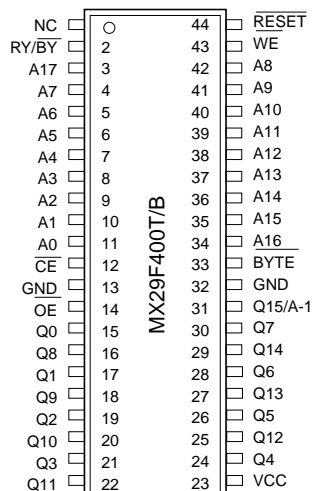 NC 44 RESET
RY/BY 2 43 WE
A17 3 42 A8
A7 4 41 A9
A6 5 40 A10
A5 6 39 A11
A4 7 38 A12
A3 8 37 A13
A2 9 36 A14
A1 10 35 A15
A0 11 34 A16
CE 12 33 BYTE
GND 13 32 GND
OE 14 31 Q15/A-1
Q0 15 30 Q7
Q8 16 29 Q14
Q1 17 28 Q6
Q9 18 27 Q13
Q2 19 26 Q5
Q10 20 25 Q12
Q3 21 24 Q4
Q11 22 23 VCC
MX29F400T/B